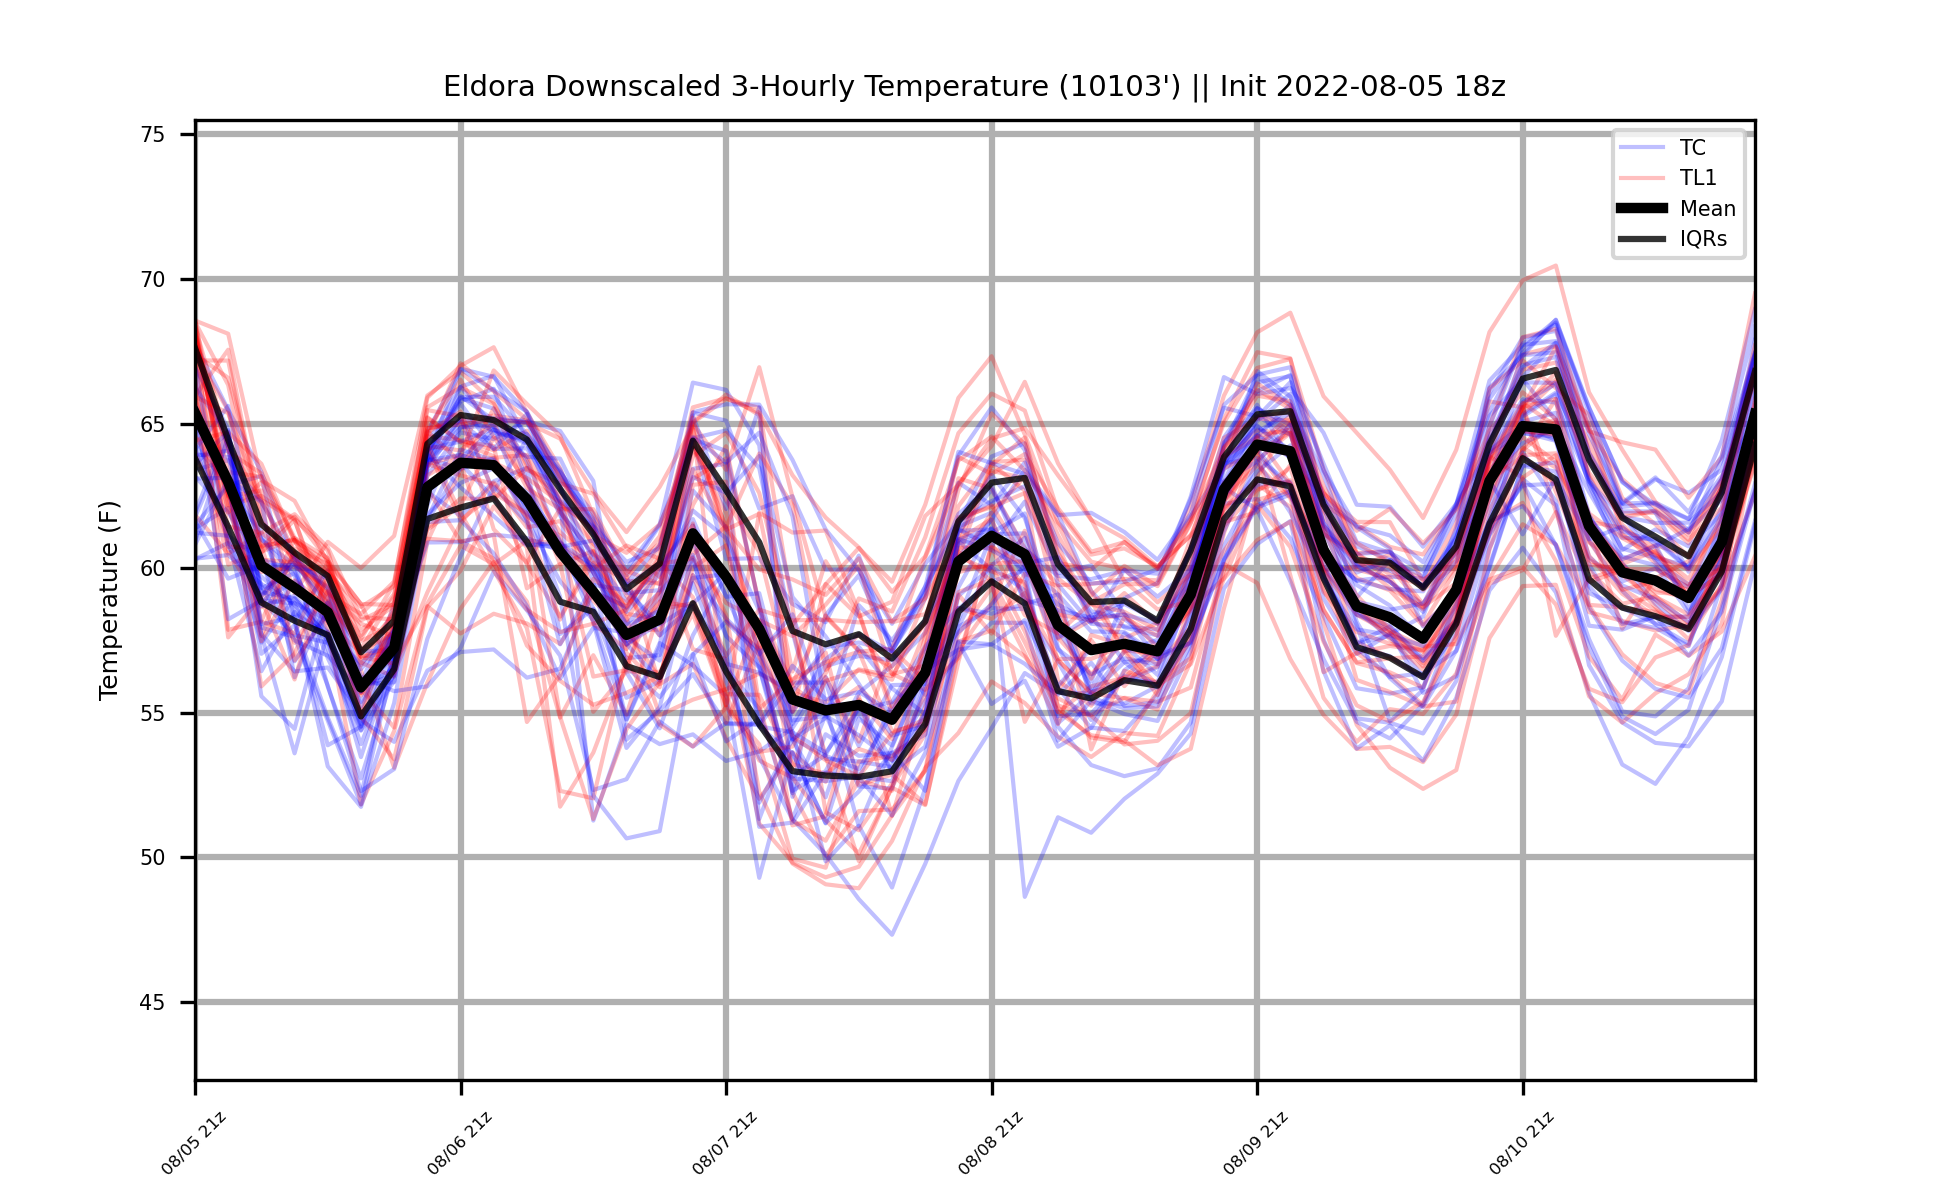 Eldora Downscaled 3-Hourly Temperature (10103') || Init 2022-08-05 18z
TC
TL1
Mean
IQRs
Temperature (F)
75
70
65
60
55
50
45
08/05 21z
08/06 21z
08/07 21z
08/08 21z
08/09 21z
08/10 21z